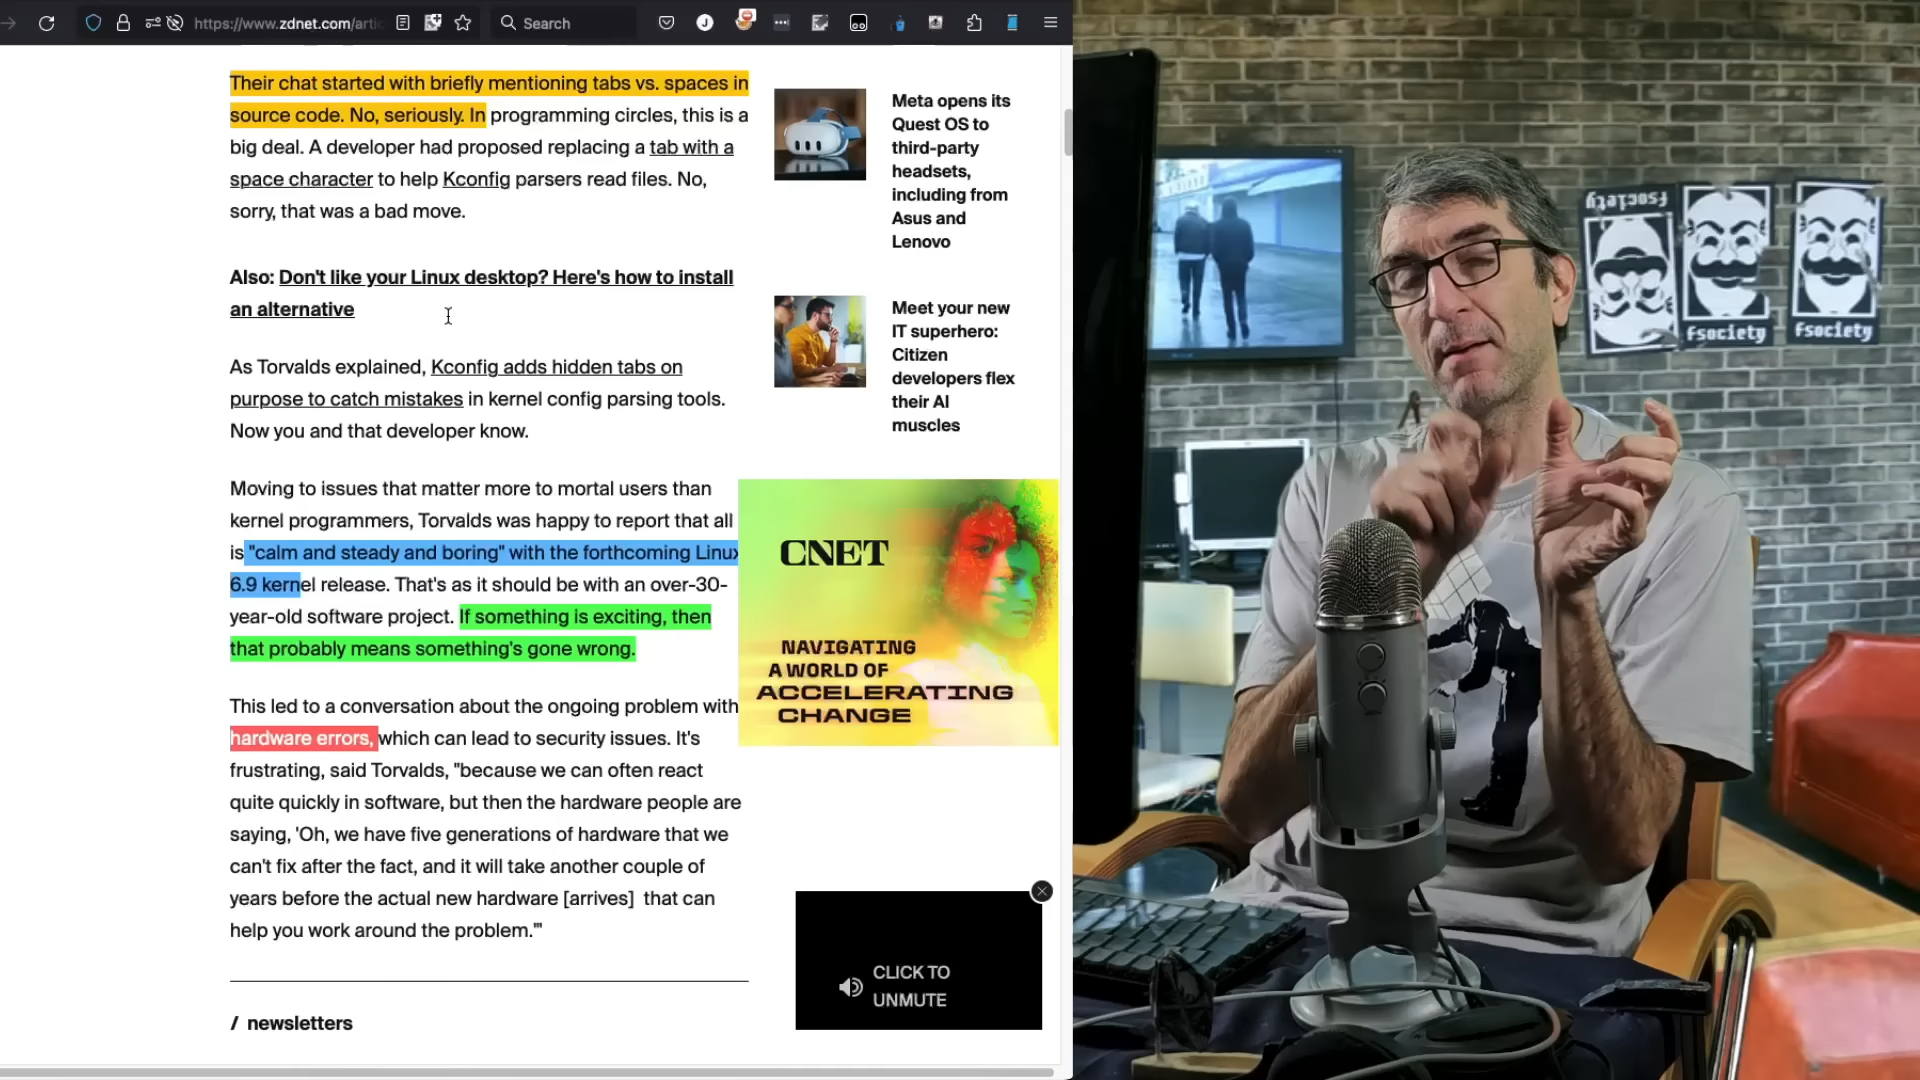 https://www.zdnet.com/artic
Search
Their chat started with briefly mentioning tabs vs. spaces in
source code. No, seriously. In programming circles, this is a
big deal. A developer had proposed replacing a tab with a
space character to help Kconfig parsers read files. No,
sorry, that was a bad move.
Also: Don't like your Linux desktop? Here's how to install
an alternative
As Torvalds explained, Kconfig adds hidden tabs on
purpose to catch mistakes in kernel config parsing tools.
Now you and that developer know.
Moving to issues that matter more to mortal users than
kernel programmers, Torvalds was happy to report that all
is "calm and steady and boring" with the forthcoming Linux
6.9 kernel release. That's as it should be with an over-30-
year-old software project. If something is exciting, then
that probably means something's gone wrong.
This led to a conversation about the ongoing problem with
hardware errors, which can lead to security issues. It's
frustrating, said Torvalds, "because we can often react
quite quickly in software, but then the hardware people are
saying, 'Oh, we have five generations of hardware that we
can't fix after the fact, and it will take another couple of
years before the actual new hardware [arrives]  that can
help you work around the problem.'"
/ newsletters
Meta opens its
Quest OS to
third-party
headsets,
including from
Asus and
Lenovo
Meet your new
IT superhero:
Citizen
developers flex
their AI
muscles
CNET
NAVIGATING
A WORLD OF
ACCELERATING
CHANGE
CLICK TO
UNMUTE
fsociety
fsociety
fsociety